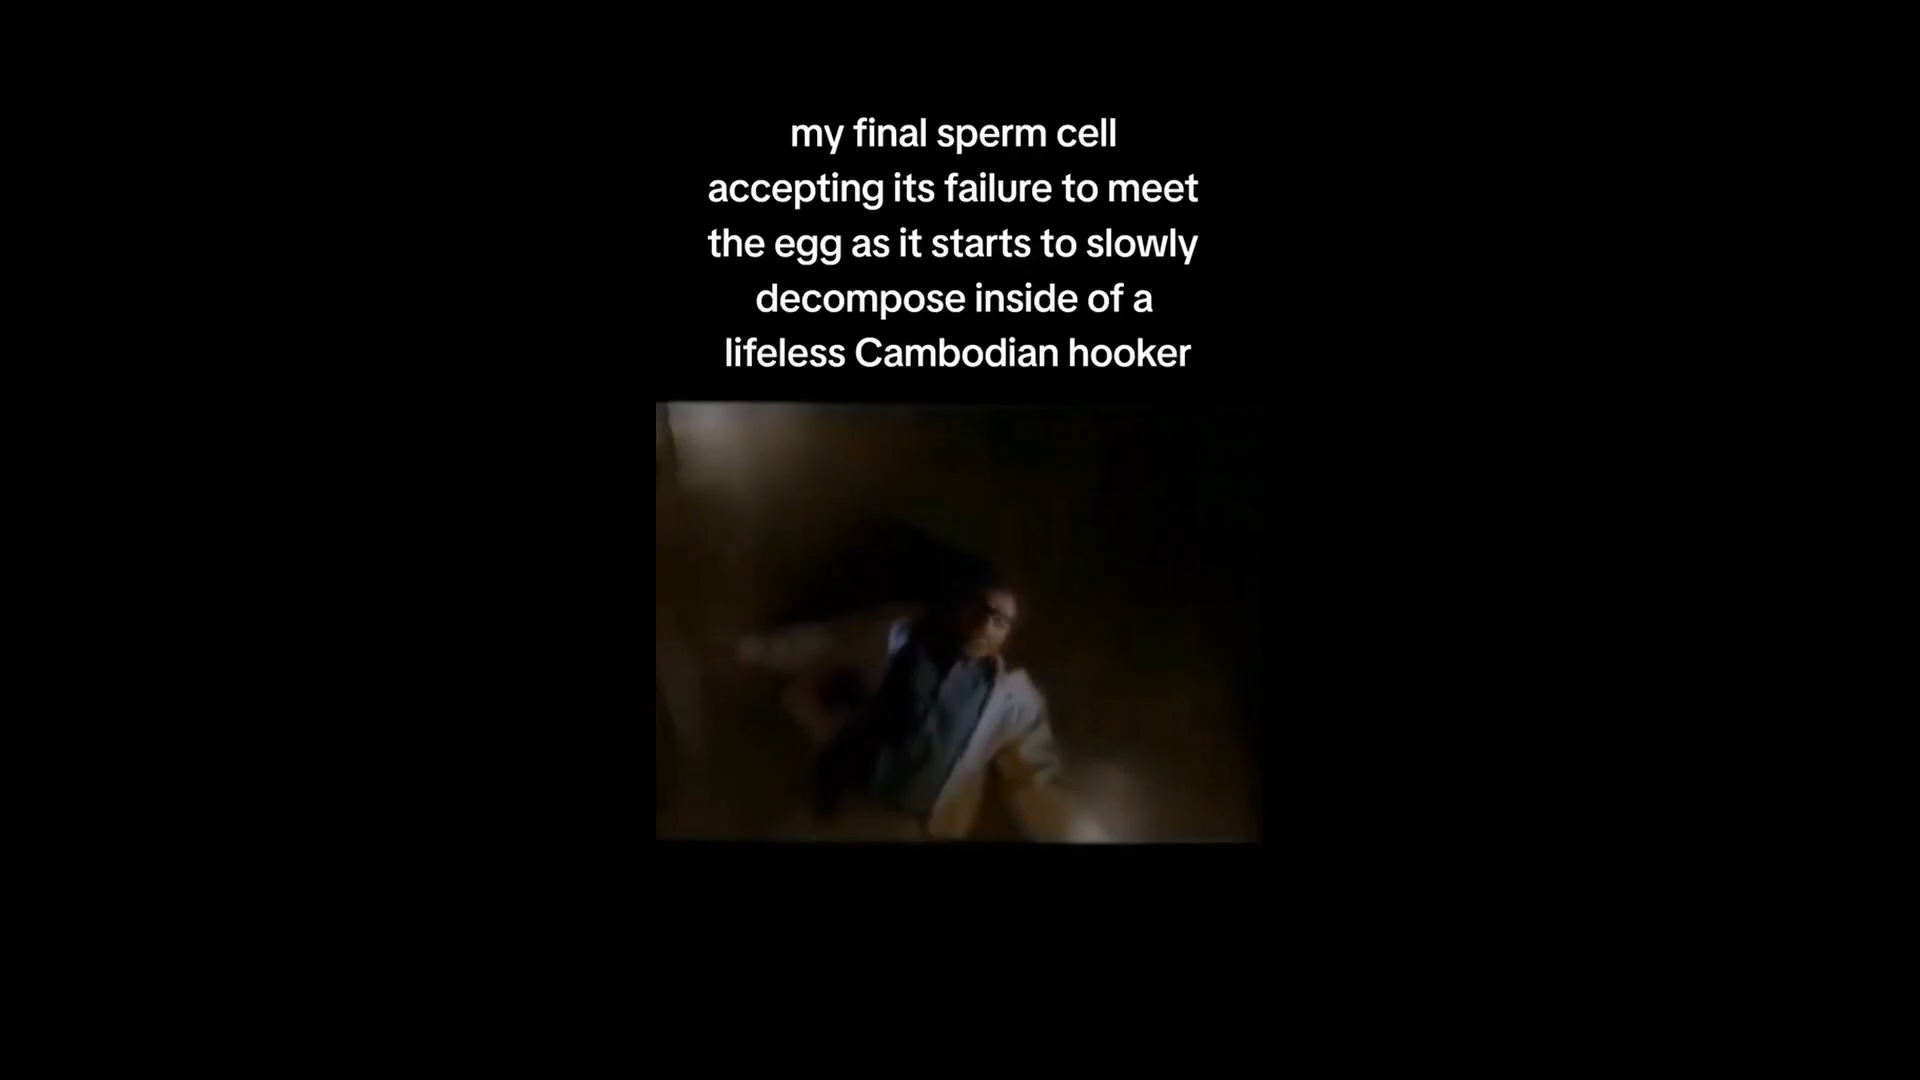 my final sperm cell
accepting its failure to meet
the egg as it starts to slowly
decompose inside of a
lifeless Cambodian hooker